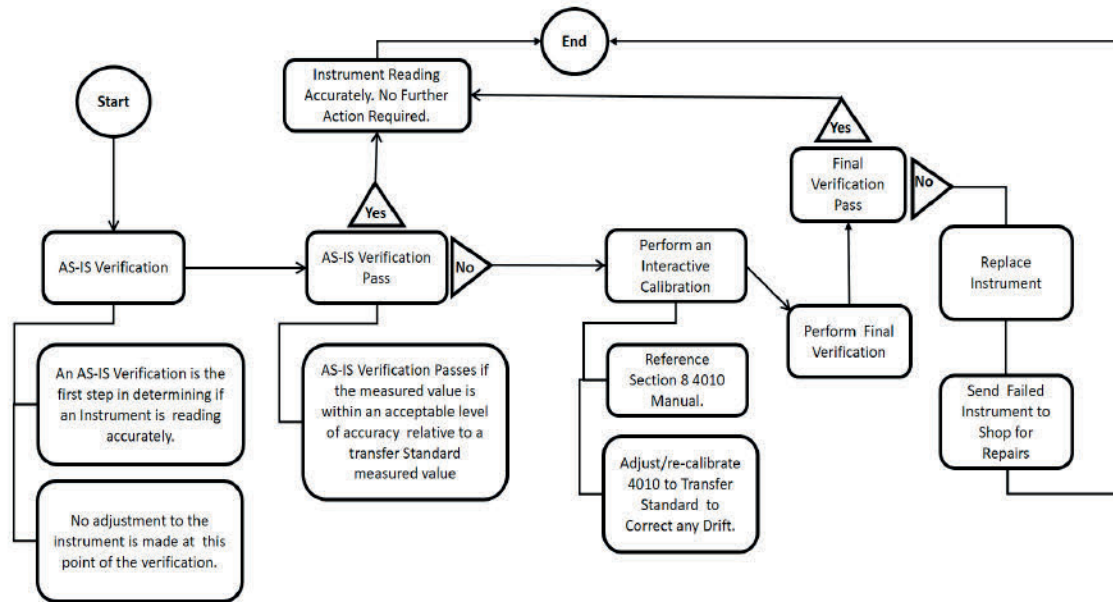 End
Instrument Reading
Accurately. No Further
Action Required.
Start
Yes
Final
Verification
Pass
No
Yes
AS-IS Verification
AS-IS Verification
Pass
No
Perform an
Interactive
Calibration
Replace
Instrument
Perform Final
Verification
An AS-IS Verification is the
first step in determining if
an Instrument is reading
accurately.
AS-IS Verification Passes if
the measured value is
within an acceptable level
of accuracy relative to a
transfer Standard
measured value
Reference
Section 8 4010
Manual.
Send Failed
Instrument to
Shop for
Repairs
No adjustment to the
instrument is made at this
point of the verification.
Adjust/re-calibrate
4010 to Transfer
Standard to
Correct any Drift.